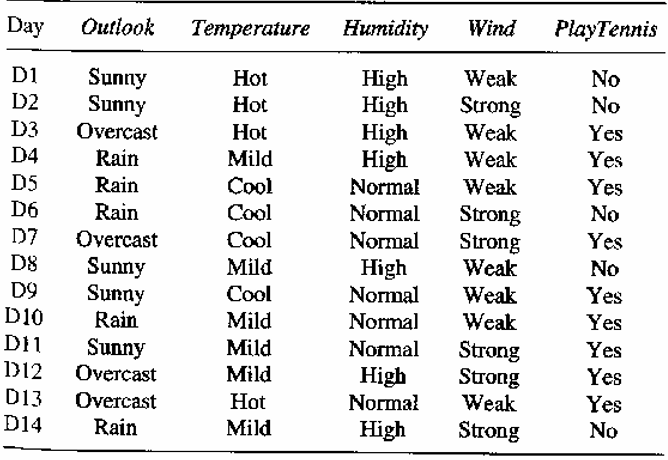 Day Outlook Temperature Humidity Wind PlayTennis
D1 Sunny Hot High Weak No
D2 Sunny Hot High Strong No
D3 Overcast Hot High Weak Yes
D4 Rain Mild High Weak Yes
D5 Rain Cool Normal Weak Yes
D6 Rain Cool Normal Strong No
D7 Overcast Cool Normal Strong Yes
D8 Sunny Mild High Weak No
D9 Sunny Cool Normal Weak Yes
D10 Rain Mild Normal Weak Yes
D11 Sunny Mild Normal Strong Yes
D12 Overcast Mild High Strong Yes
D13 Overcast Hot Normal Weak Yes
D14 Rain Mild High Strong No